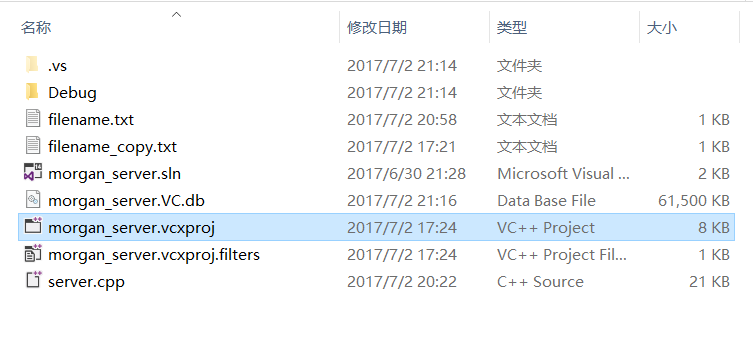 名称 修改日期 类型 大小
.vs 2017/7/2 21:14 文件夹
Debug 2017/7/2 21:14 文件夹
filename.txt 2017/7/2 20:58 文本文档 1 KB
filename_copy.txt 2017/7/2 17:21 文本文档 1 KB
morgan_server.sln 2017/6/30 21:28 Microsoft Visual ... 2 KB
morgan_server.VC.db 2017/7/2 21:16 Data Base File 61,500 KB
morgan_server.vcxproj 2017/7/2 17:24 VC++ Project 8 KB
morgan_server.vcxproj.filters 2017/7/2 17:24 VC++ Project Fil... 1 KB
server.cpp 2017/7/2 20:22 C++ Source 21 KB